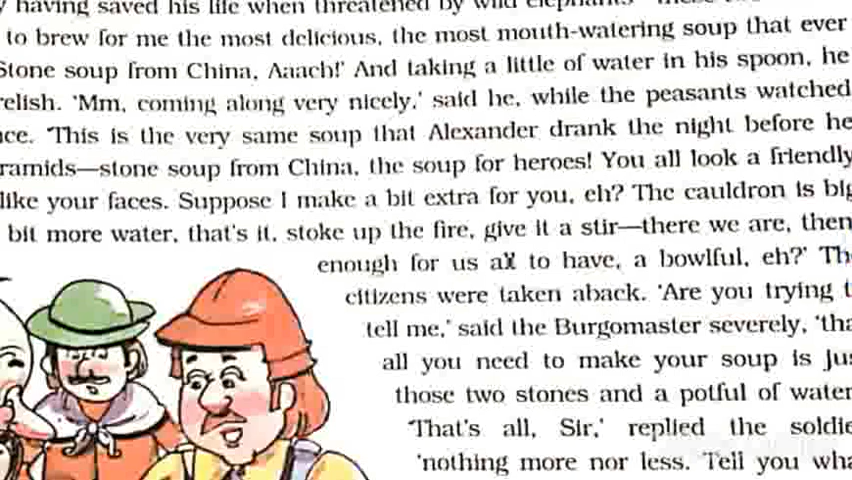 having saved his life when threatened by wild elephants
to brew for me the most delicious, the most mouth-watering soup that ever
Stone soup from China, Aaach!' And taking a little of water in his spoon, he
relish. 'Mm, coming along very nicely,' said he, while the peasants watched
nce. 'This is the very same soup that Alexander drank the night before he
ramids—stone soup from China, the soup for heroes! You all look a friendly
like your faces. Suppose I make a bit extra for you, eh? The cauldron is big
bit more water, that's it, stoke up the fire, give it a stir—there we are, then
enough for us all to have, a bowlful, eh?' Th
citizens were taken aback. 'Are you trying t
tell me,' said the Burgomaster severely, 'tha
all you need to make your soup is jus
those two stones and a potful of water
'That's all, Sir,' replied the soldie
'nothing more nor less. Tell you wha